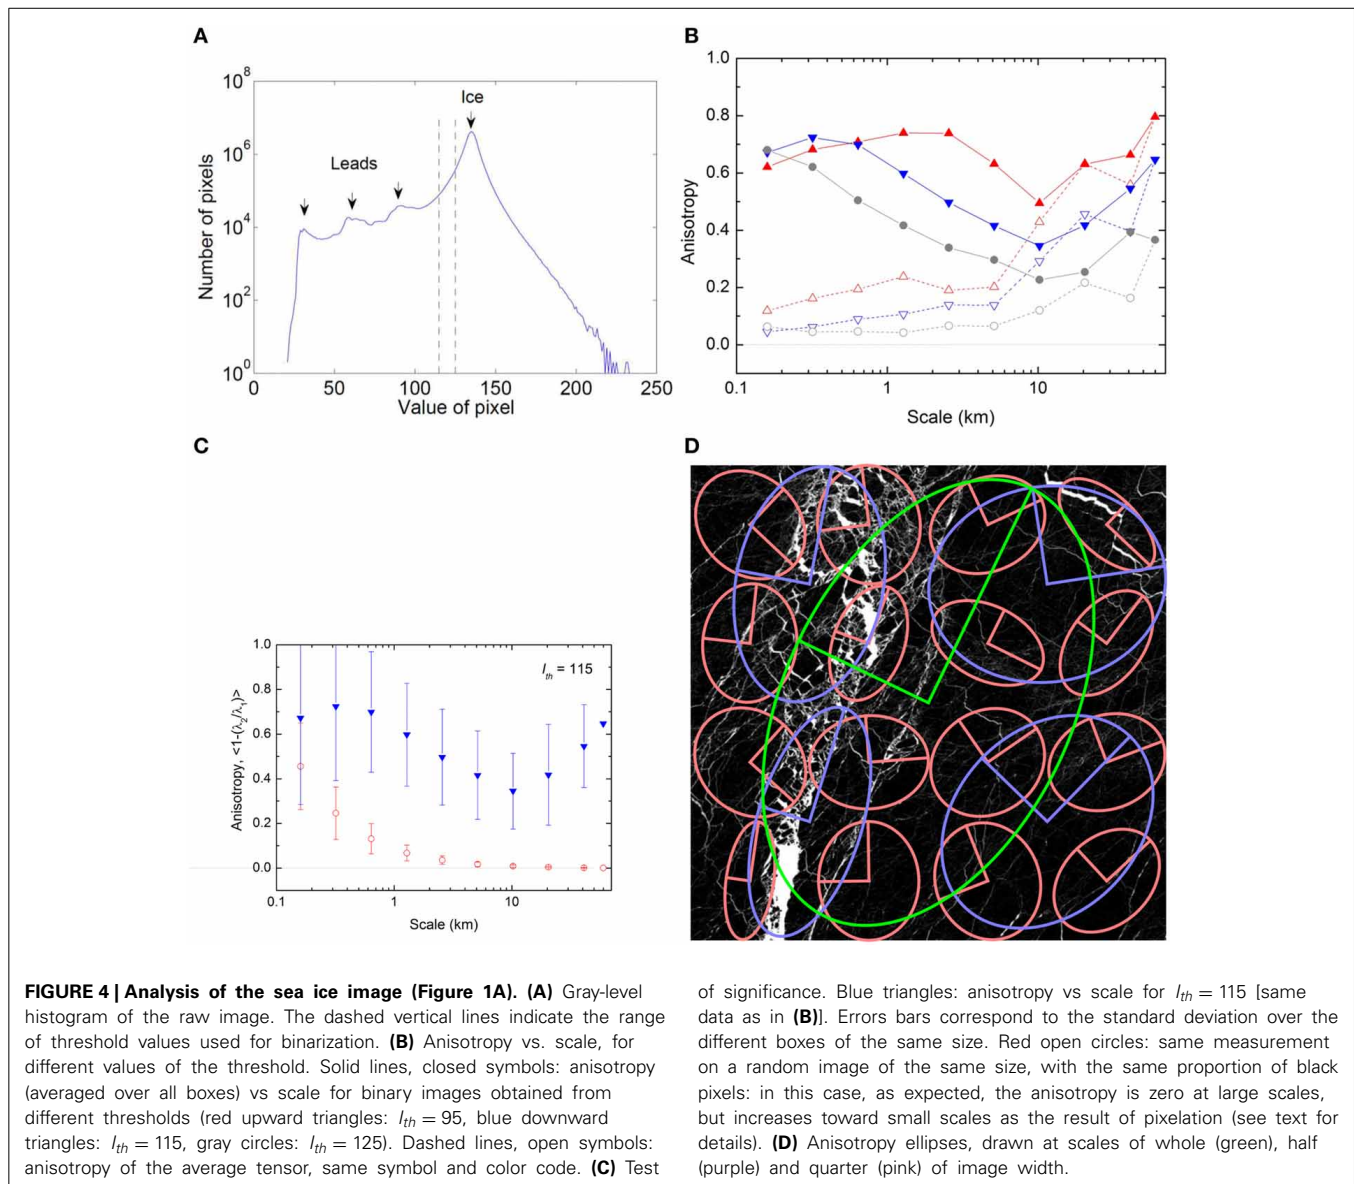 A
10^8
10^6
10^4
10^2
10^0
Number of pixels
Ice
Leads
0
50
100
150
200
250
Value of pixel
B
1.0
0.8
0.6
0.4
0.2
0.0
Anisotropy
0.1
1
10
Scale (km)
C
1.0
0.8
0.6
0.4
0.2
0.0
Anisotropy, <1-(λ2/λ1)>
I_th = 115
0.1
1
10
Scale (km)
D
FIGURE 4 | Analysis of the sea ice image (Figure 1A). (A) Gray-level
histogram of the raw image. The dashed vertical lines indicate the range
of threshold values used for binarization. (B) Anisotropy vs. scale, for
different values of the threshold. Solid lines, closed symbols: anisotropy
(averaged over all boxes) vs scale for binary images obtained from
different thresholds (red upward triangles: I_th = 95, blue downward
triangles: I_th = 115, gray circles: I_th = 125). Dashed lines, open symbols:
anisotropy of the average tensor, same symbol and color code. (C) Test
of significance. Blue triangles: anisotropy vs scale for I_th = 115 [same
data as in (B)]. Errors bars correspond to the standard deviation over the
different boxes of the same size. Red open circles: same measurement
on a random image of the same size, with the same proportion of black
pixels: in this case, as expected, the anisotropy is zero at large scales,
but increases toward small scales as the result of pixelation (see text for
details). (D) Anisotropy ellipses, drawn at scales of whole (green), half
(purple) and quarter (pink) of image width.